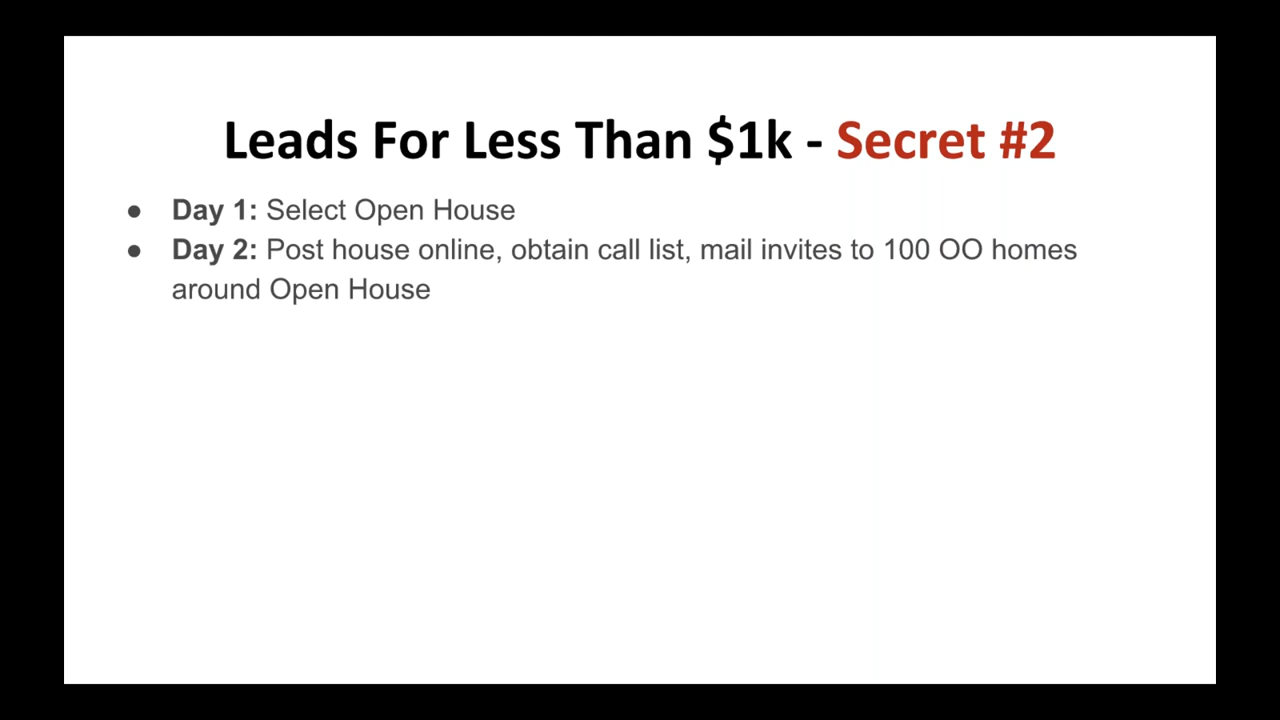 Leads For Less Than $1k - Secret #2
● Day 1: Select Open House
● Day 2: Post house online, obtain call list, mail invites to 100 OO homes
around Open House